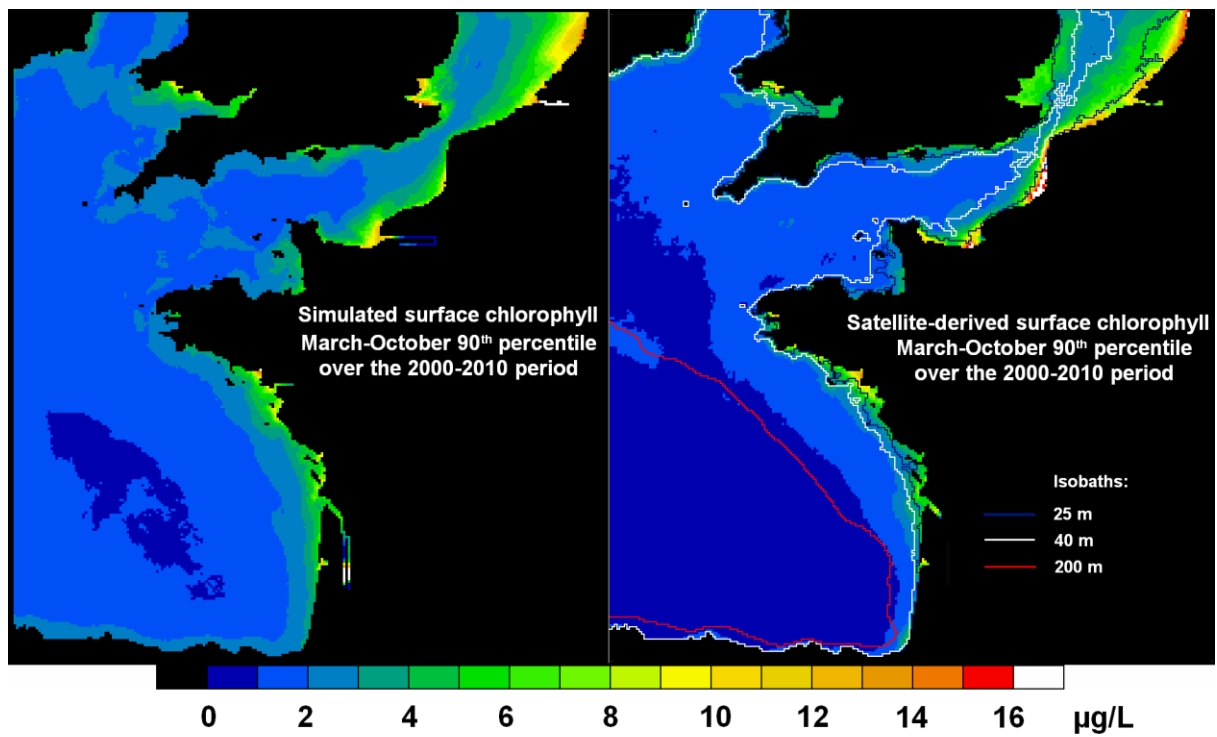 Simulated surface chlorophyll
March-October 90th percentile
over the 2000-2010 period
Satellite-derived surface chlorophyll
March-October 90th percentile
over the 2000-2010 period
Isobaths:
25 m
40 m
200 m
0 2 4 6 8 10 12 14 16 µg/L